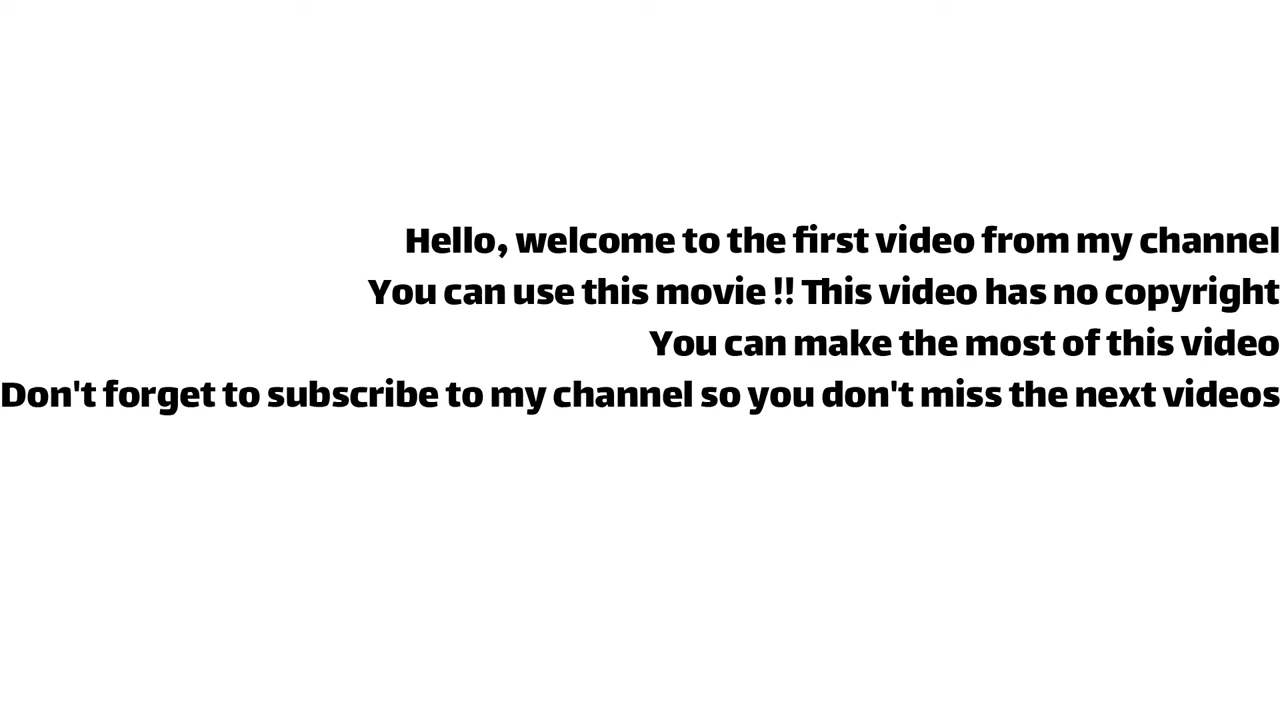 Hello, welcome to the first video from my channel
You can use this movie !! This video has no copyright
You can make the most of this video
Don't forget to subscribe to my channel so you don't miss the next videos